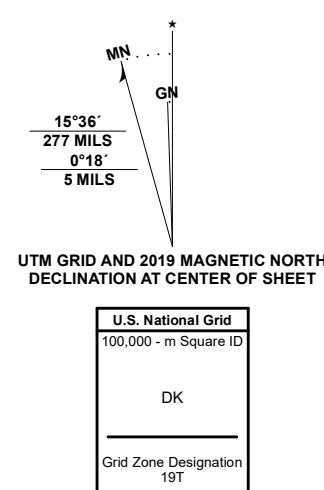 MN
GN
15°36´
277 MILS
0°18´
5 MILS
UTM GRID AND 2019 MAGNETIC NORTH
DECLINATION AT CENTER OF SHEET
U.S. National Grid
100,000 - m Square ID
DK
Grid Zone Designation
19T